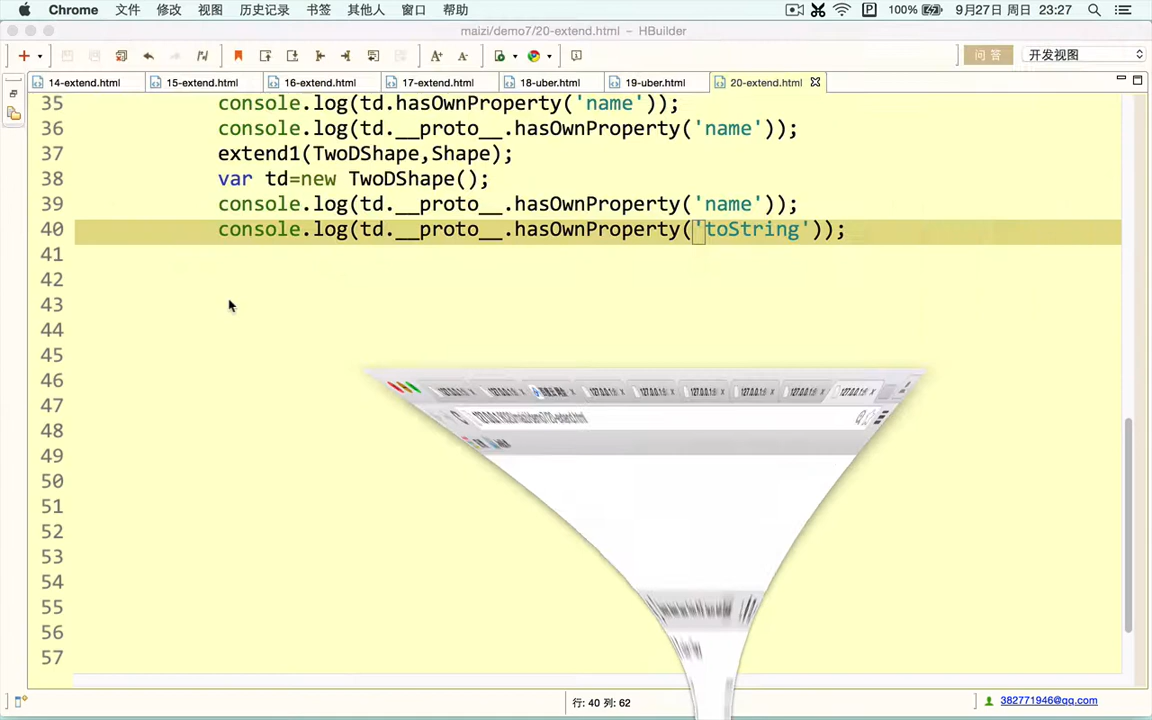 Chrome 文件 修改 视图 历史记录 书签 其他人 窗口 帮助 100% 9月27日 周日 23:27
maizi/demo7/20-extend.html – HBuilder
问 答 开发视图
14-extend.html 15-extend.html 16-extend.html 17-extend.html 18-uber.html 19-uber.html 20-extend.html
35 console.log(td.hasOwnProperty('name'));
36 console.log(td.__proto__.hasOwnProperty('name'));
37 extend1(TwoDShape,Shape);
38 var td=new TwoDShape();
39 console.log(td.__proto__.hasOwnProperty('name'));
40 console.log(td.__proto__.hasOwnProperty('toString'));
41
42
43
44
45
46
47
48
49
50
51
52
53
54
55
56
57
行: 40 列: 62 382771946@qq.com